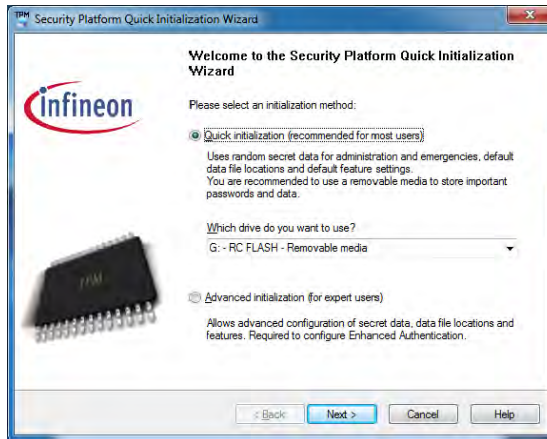 TPM
Security Platform Quick Initialization Wizard
Welcome to the Security Platform Quick Initialization
Wizard
infineon
Please select an initialization method:
Quick initialization (recommended for most users)
Uses random secret data for administration and emergencies, default
data file locations and default feature settings.
You are recommended to use a removable media to store important
passwords and data.
Which drive do you want to use?
G: - RC FLASH - Removable media
TPM
Advanced initialization (for expert users)
Allows advanced configuration of secret data, data file locations and
features. Required to configure Enhanced Authentication.
< Back
Next >
Cancel
Help